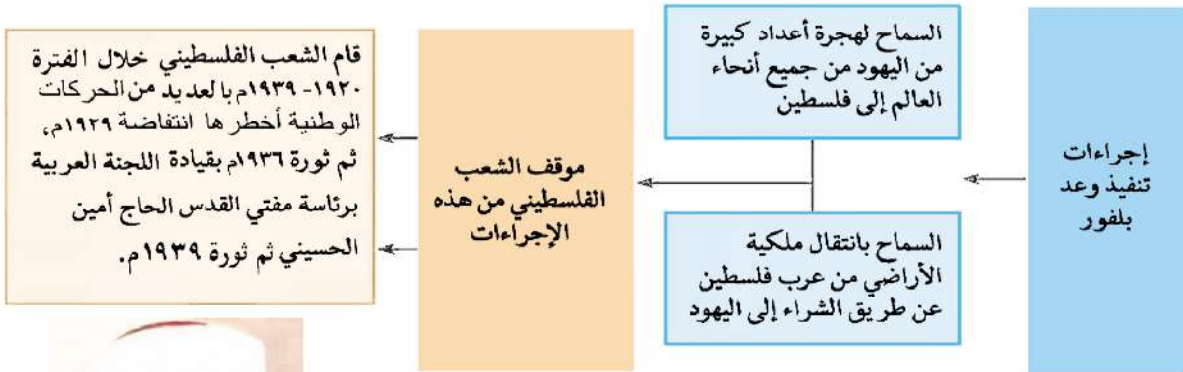 إجراءات
تنفيذ وعد
بلفور
السماح لهجرة أعداد كبيرة
من اليهود من جميع أنحاء
العالم إلى فلسطين
السماح بانتقال ملكية
الأراضي من عرب فلسطين
عن طريق الشراء إلى اليهود
موقف الشعب
الفلسطيني من هذه
الإجراءات
قام الشعب الفلسطيني خلال الفترة
١٩٢٠- ١٩٣٩م بالعديد من الحركات
الوطنية أخطر ها انتفاضة ١٩٢٩م،
ثم ثورة ١٩٣٦م بقيادة اللجنة العربية
برئاسة مفتي القدس الحاج أمين
الحسيني ثم ثورة ١٩٣٩م.